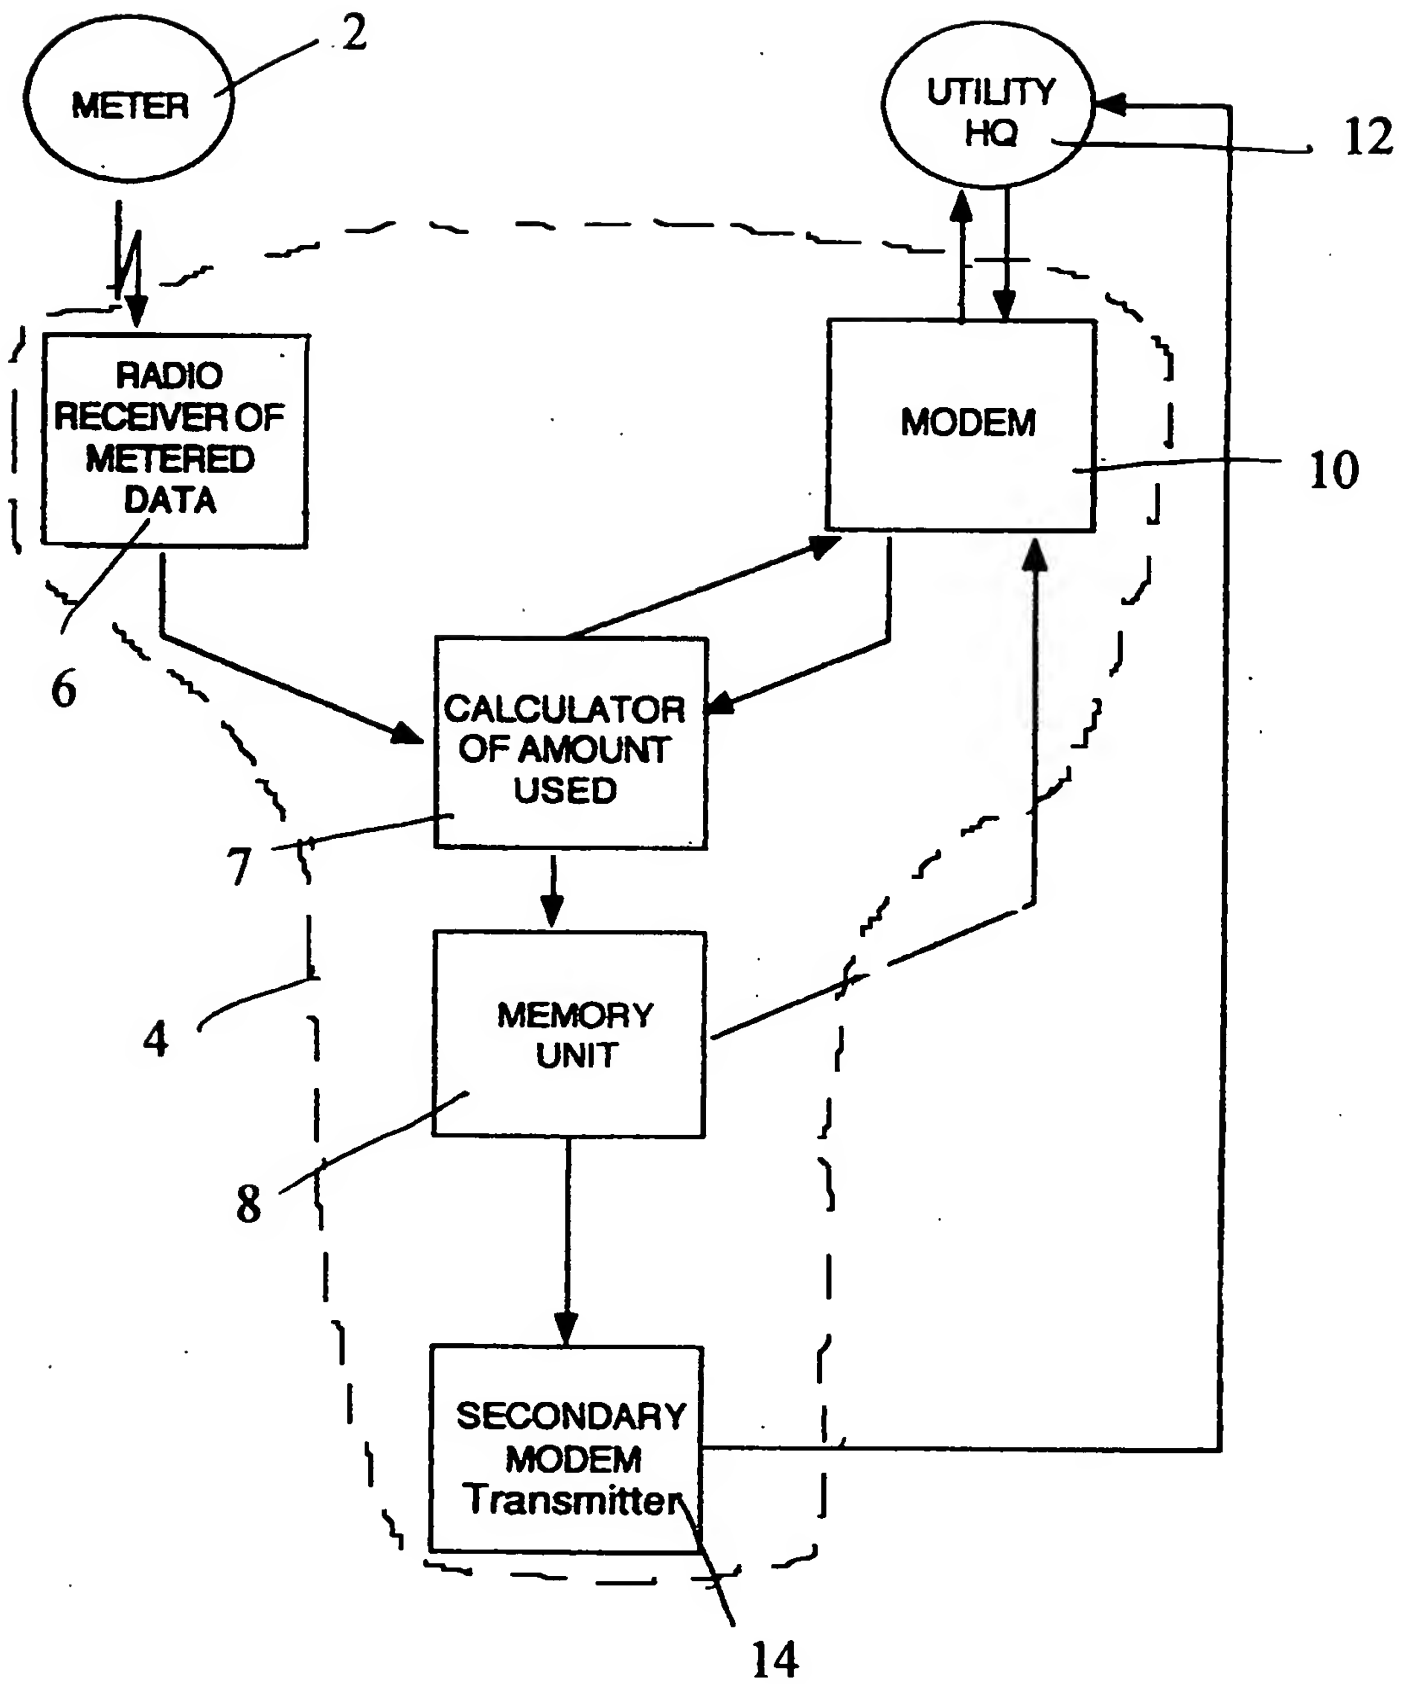 METER
2
UTILITY
HQ
12
RADIO
RECEIVER OF
METERED
DATA
6
MODEM
10
CALCULATOR
OF AMOUNT
USED
7
MEMORY
UNIT
4
8
SECONDARY
MODEM
Transmitter
14